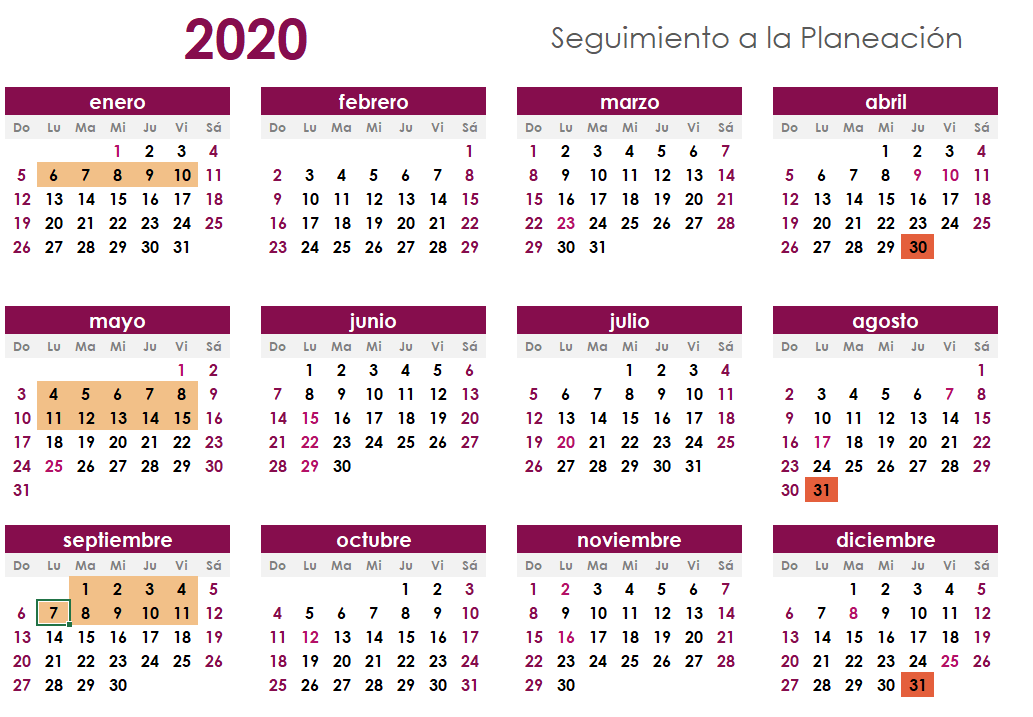 2020 Seguimiento a la Planeación
enero febrero marzo abril
Do Lu Ma Mi Ju Vi Sá Do Lu Ma Mi Ju Vi Sá Do Lu Ma Mi Ju Vi Sá Do Lu Ma Mi Ju Vi Sá
1 2 3 4 1 1 2 3 4 5 6 7 1 2 3 4
5 6 7 8 9 10 11 2 3 4 5 6 7 8 8 9 10 11 12 13 14 5 6 7 8 9 10 11
12 13 14 15 16 17 18 9 10 11 12 13 14 15 15 16 17 18 19 20 21 12 13 14 15 16 17 18
19 20 21 22 23 24 25 16 17 18 19 20 21 22 22 23 24 25 26 27 28 19 20 21 22 23 24 25
26 27 28 29 30 31 23 24 25 26 27 28 29 29 30 31 26 27 28 29 30
mayo junio julio agosto
Do Lu Ma Mi Ju Vi Sá Do Lu Ma Mi Ju Vi Sá Do Lu Ma Mi Ju Vi Sá Do Lu Ma Mi Ju Vi Sá
1 2 1 2 3 4 5 6 1 2 3 4 1
3 4 5 6 7 8 9 7 8 9 10 11 12 13 5 6 7 8 9 10 11 2 3 4 5 6 7 8
10 11 12 13 14 15 16 14 15 16 17 18 19 20 12 13 14 15 16 17 18 9 10 11 12 13 14 15
17 18 19 20 21 22 23 21 22 23 24 25 26 27 19 20 21 22 23 24 25 16 17 18 19 20 21 22
24 25 26 27 28 29 30 28 29 30 26 27 28 29 30 31 23 24 25 26 27 28 29
31 30 31
septiembre octubre noviembre diciembre
Do Lu Ma Mi Ju Vi Sá Do Lu Ma Mi Ju Vi Sá Do Lu Ma Mi Ju Vi Sá Do Lu Ma Mi Ju Vi Sá
1 2 3 4 5 1 2 3 1 2 3 4 5 6 7 1 2 3 4 5
6 7 8 9 10 11 12 4 5 6 7 8 9 10 8 9 10 11 12 13 14 6 7 8 9 10 11 12
13 14 15 16 17 18 19 11 12 13 14 15 16 17 15 16 17 18 19 20 21 13 14 15 16 17 18 19
20 21 22 23 24 25 26 18 19 20 21 22 23 24 22 23 24 25 26 27 28 20 21 22 23 24 25 26
27 28 29 30 25 26 27 28 29 30 31 29 30 27 28 29 30 31